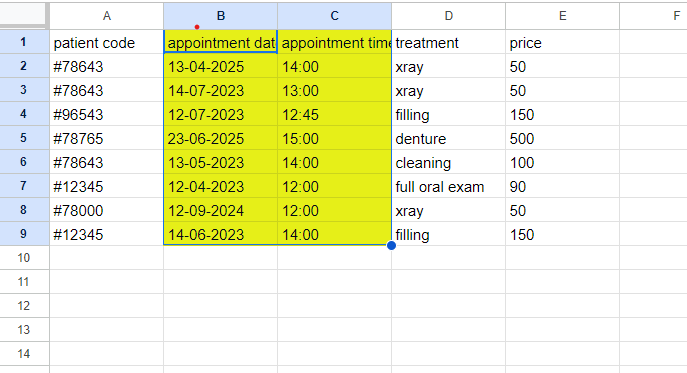 A B C D E F
1 patient code appointment dat appointment time treatment price
2 #78643 13-04-2025 14:00 xray 50
3 #78643 14-07-2023 13:00 xray 50
4 #96543 12-07-2023 12:45 filling 150
5 #78765 23-06-2025 15:00 denture 500
6 #78643 13-05-2023 14:00 cleaning 100
7 #12345 12-04-2023 12:00 full oral exam 90
8 #78000 12-09-2024 12:00 xray 50
9 #12345 14-06-2023 14:00 filling 150
10
11
12
13
14